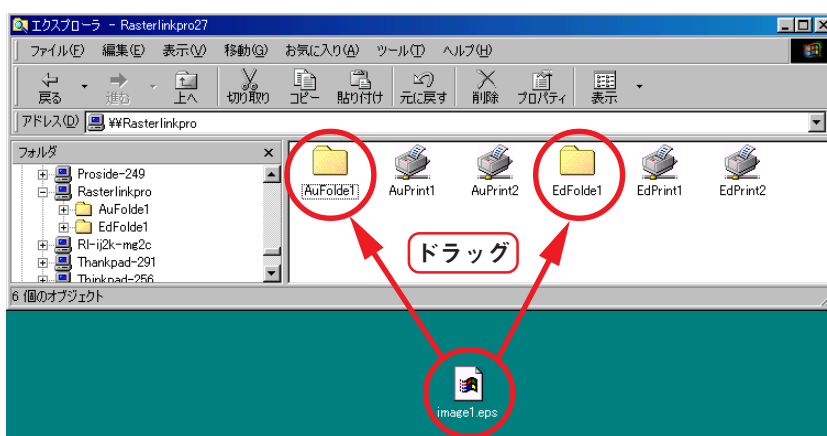 エクスプローラ - Rasterlinkpro27
ファイル(F) 編集(E) 表示(V) 移動(G) お気に入り(A) ツール(T) ヘルプ(H)
戻る 進む 上へ 切り取り コピー 貼り付け 元に戻す 削除 プロパティ 表示
アドレス(D) ¥¥Rasterlinkpro
フォルダ
Proside-249
Rasterlinkpro
AuFolde1
EdFolde1
Rl-ij2k-mg2c
Thankpad-291
Thinkpad-256
AuFolde1 AuPrint1 AuPrint2 EdFolde1 EdPrint1 EdPrint2
ドラッグ
6 個のオブジェクト
image1.eps